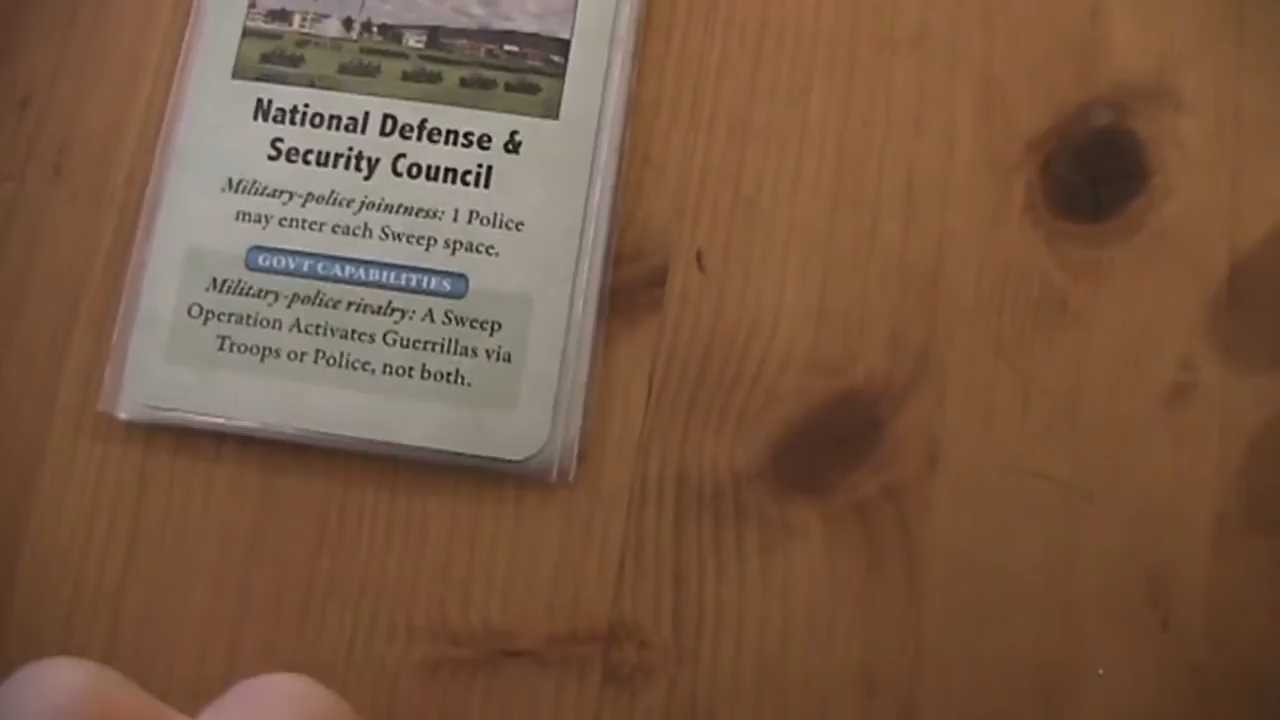 National Defense &
Security Council
Military-police jointness: 1 Police
may enter each Sweep space.
GOVT CAPABILITIES
Military-police rivalry: A Sweep
Operation Activates Guerrillas via
Troops or Police, not both.